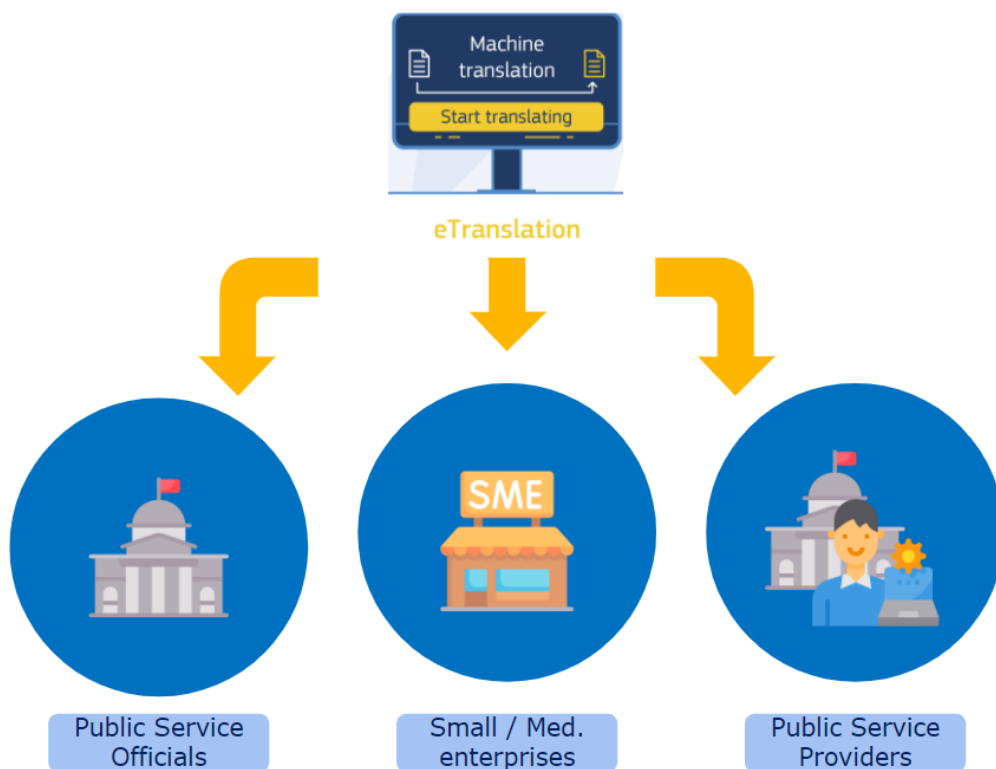 Machine
translation
Start translating
eTranslation
SME
Public Service
Officials
Small / Med.
enterprises
Public Service
Providers